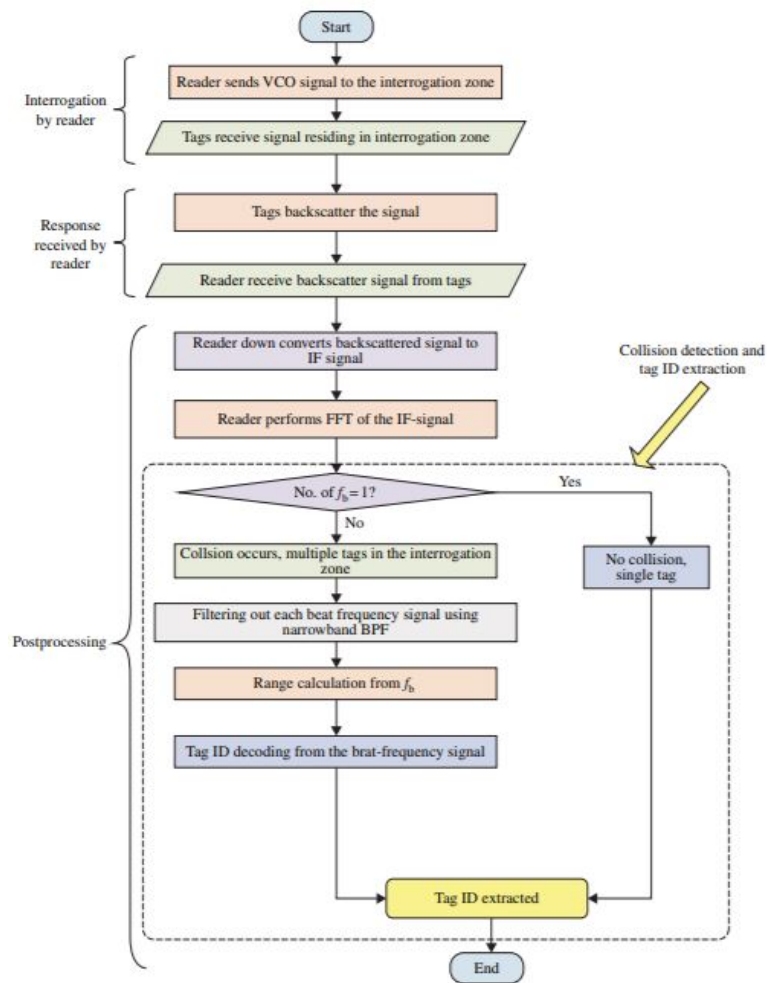 Start
Interrogation
by reader
Reader sends VCO signal to the interrogation zone
Tags receive signal residing in interrogation zone
Response
received by
reader
Tags backscatter the signal
Reader receive backscatter signal from tags
Postprocessing
Reader down converts backscattered signal to
IF signal
Reader performs FFT of the IF-signal
Collision detection and
tag ID extraction
No. of fb = 1?
Yes
No
Collsion occurs, multiple tags in the interrogation
zone
No collision,
single tag
Filtering out each beat frequency signal using
narrowband BPF
Range calculation from fb
Tag ID decoding from the brat-frequency signal
Tag ID extracted
End